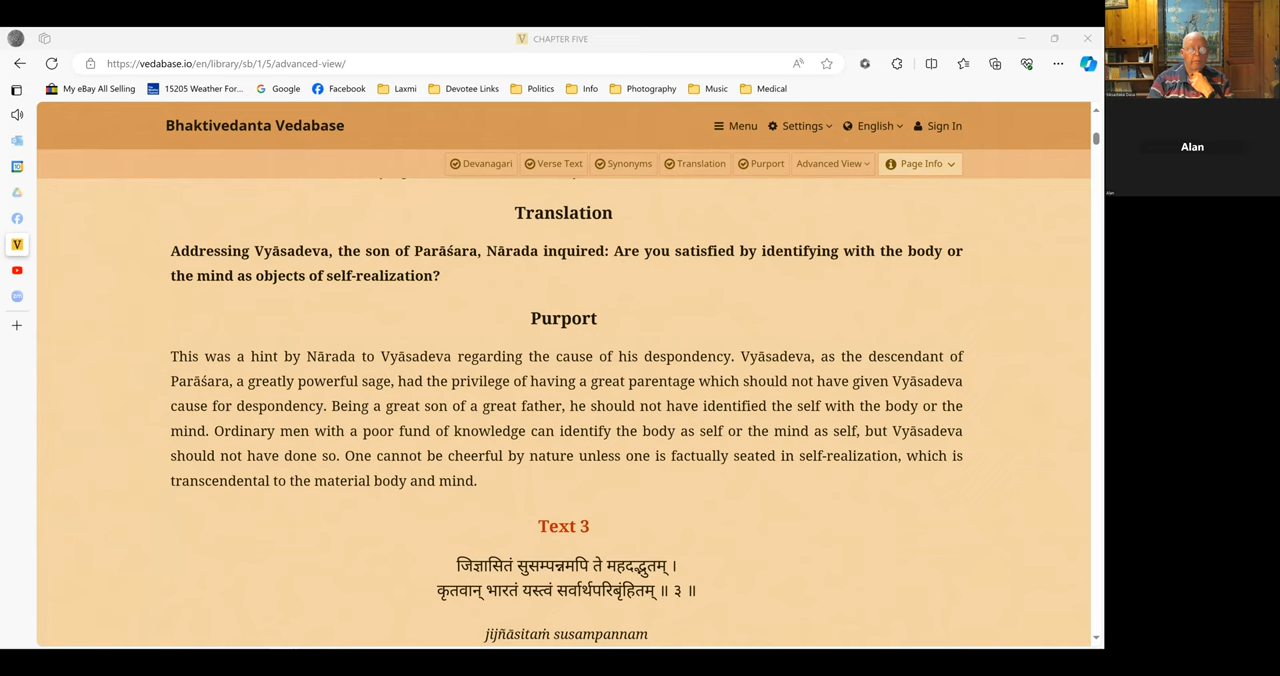 CHAPTER FIVE
https://vedabase.io/en/library/sb/1/5/advanced-view/
My eBay All Selling 15205 Weather For... Google Facebook Laxmi Devotee Links Politics Info Photography Music Medical
Bhaktivedanta Vedabase Menu Settings English Sign In
Devanagari Verse Text Synonyms Translation Purport Advanced View Page Info
Translation
Addressing Vyāsadeva, the son of Parāśara, Nārada inquired: Are you satisfied by identifying with the body or
the mind as objects of self-realization?
Purport
This was a hint by Nārada to Vyāsadeva regarding the cause of his despondency. Vyāsadeva, as the descendant of
Parāśara, a greatly powerful sage, had the privilege of having a great parentage which should not have given Vyāsadeva
cause for despondency. Being a great son of a great father, he should not have identified the self with the body or the
mind. Ordinary men with a poor fund of knowledge can identify the body as self or the mind as self, but Vyāsadeva
should not have done so. One cannot be cheerful by nature unless one is factually seated in self-realization, which is
transcendental to the material body and mind.
Text 3
जिज्ञासितं सुसम्पन्नमपि ते महदद्भुतम् ।
कृतवान् भारतं यस्त्वं सर्वार्थपरिबृंहितम् ॥ ३ ॥
jijñāsitaṁ susampannam
Alan
Alan